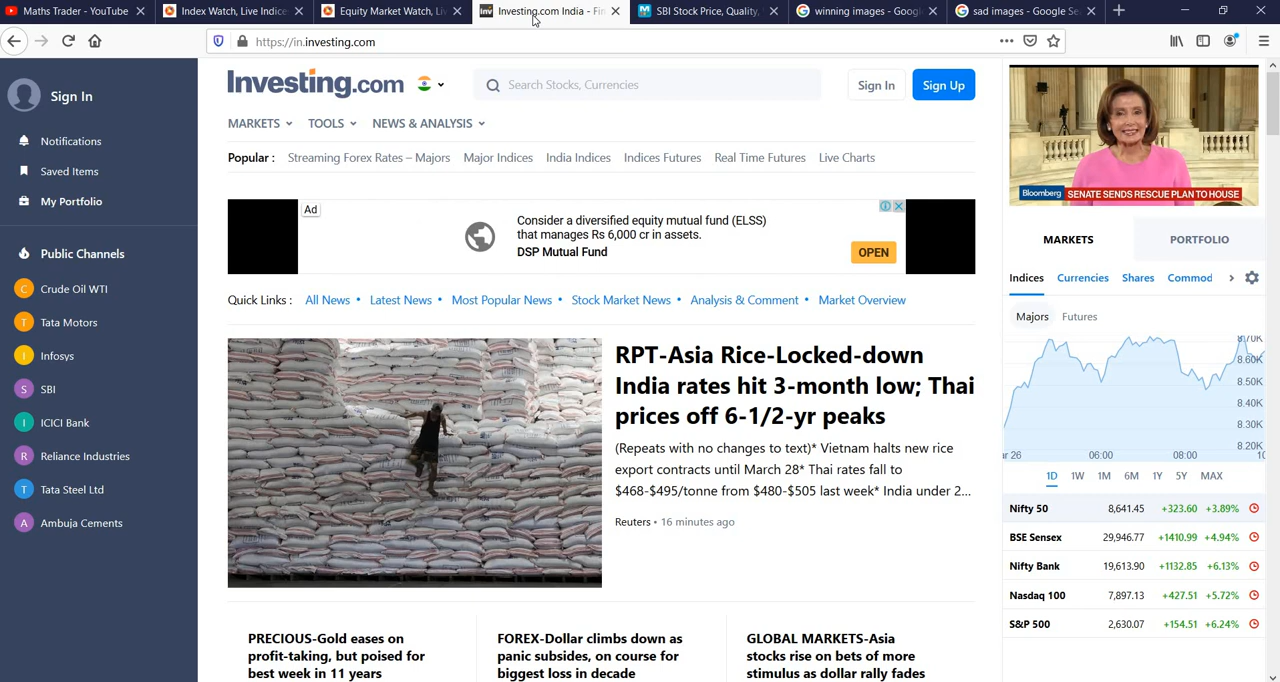 Maths Trader - YouTube
Index Watch, Live Indices
Equity Market Watch, Liv
Investing.com India - Fin
SBI Stock Price, Quality,
winning images - Google
sad images - Google Sea
https://in.investing.com
Sign In
Notifications
Saved Items
My Portfolio
Public Channels
C Crude Oil WTI
T Tata Motors
I Infosys
S SBI
I ICICI Bank
R Reliance Industries
T Tata Steel Ltd
A Ambuja Cements
Investing.com
Search Stocks, Currencies
Sign In
Sign Up
MARKETS
TOOLS
NEWS & ANALYSIS
Popular : Streaming Forex Rates – Majors Major Indices India Indices Indices Futures Real Time Futures Live Charts
Ad
Consider a diversified equity mutual fund (ELSS)
that manages Rs 6,000 cr in assets.
DSP Mutual Fund
OPEN
Quick Links : All News • Latest News • Most Popular News • Stock Market News • Analysis & Comment • Market Overview
RPT-Asia Rice-Locked-down
India rates hit 3-month low; Thai
prices off 6-1/2-yr peaks
(Repeats with no changes to text)* Vietnam halts new rice
export contracts until March 28* Thai rates fall to
$468-$495/tonne from $480-$505 last week* India under 2...
Reuters • 16 minutes ago
PRECIOUS-Gold eases on
profit-taking, but poised for
best week in 11 years
FOREX-Dollar climbs down as
panic subsides, on course for
biggest loss in decade
GLOBAL MARKETS-Asia
stocks rise on bets of more
stimulus as dollar rally fades
Bloomberg SENATE SENDS RESCUE PLAN TO HOUSE
MARKETS
PORTFOLIO
Indices Currencies Shares Commod
Majors Futures
8.70K
8.60K
8.50K
8.40K
8.30K
8.20K
ar 26 06:00 08:00 10
1D 1W 1M 6M 1Y 5Y MAX
Nifty 50 8,641.45 +323.60 +3.89%
BSE Sensex 29,946.77 +1410.99 +4.94%
Nifty Bank 19,613.90 +1132.85 +6.13%
Nasdaq 100 7,897.13 +427.51 +5.72%
S&P 500 2,630.07 +154.51 +6.24%